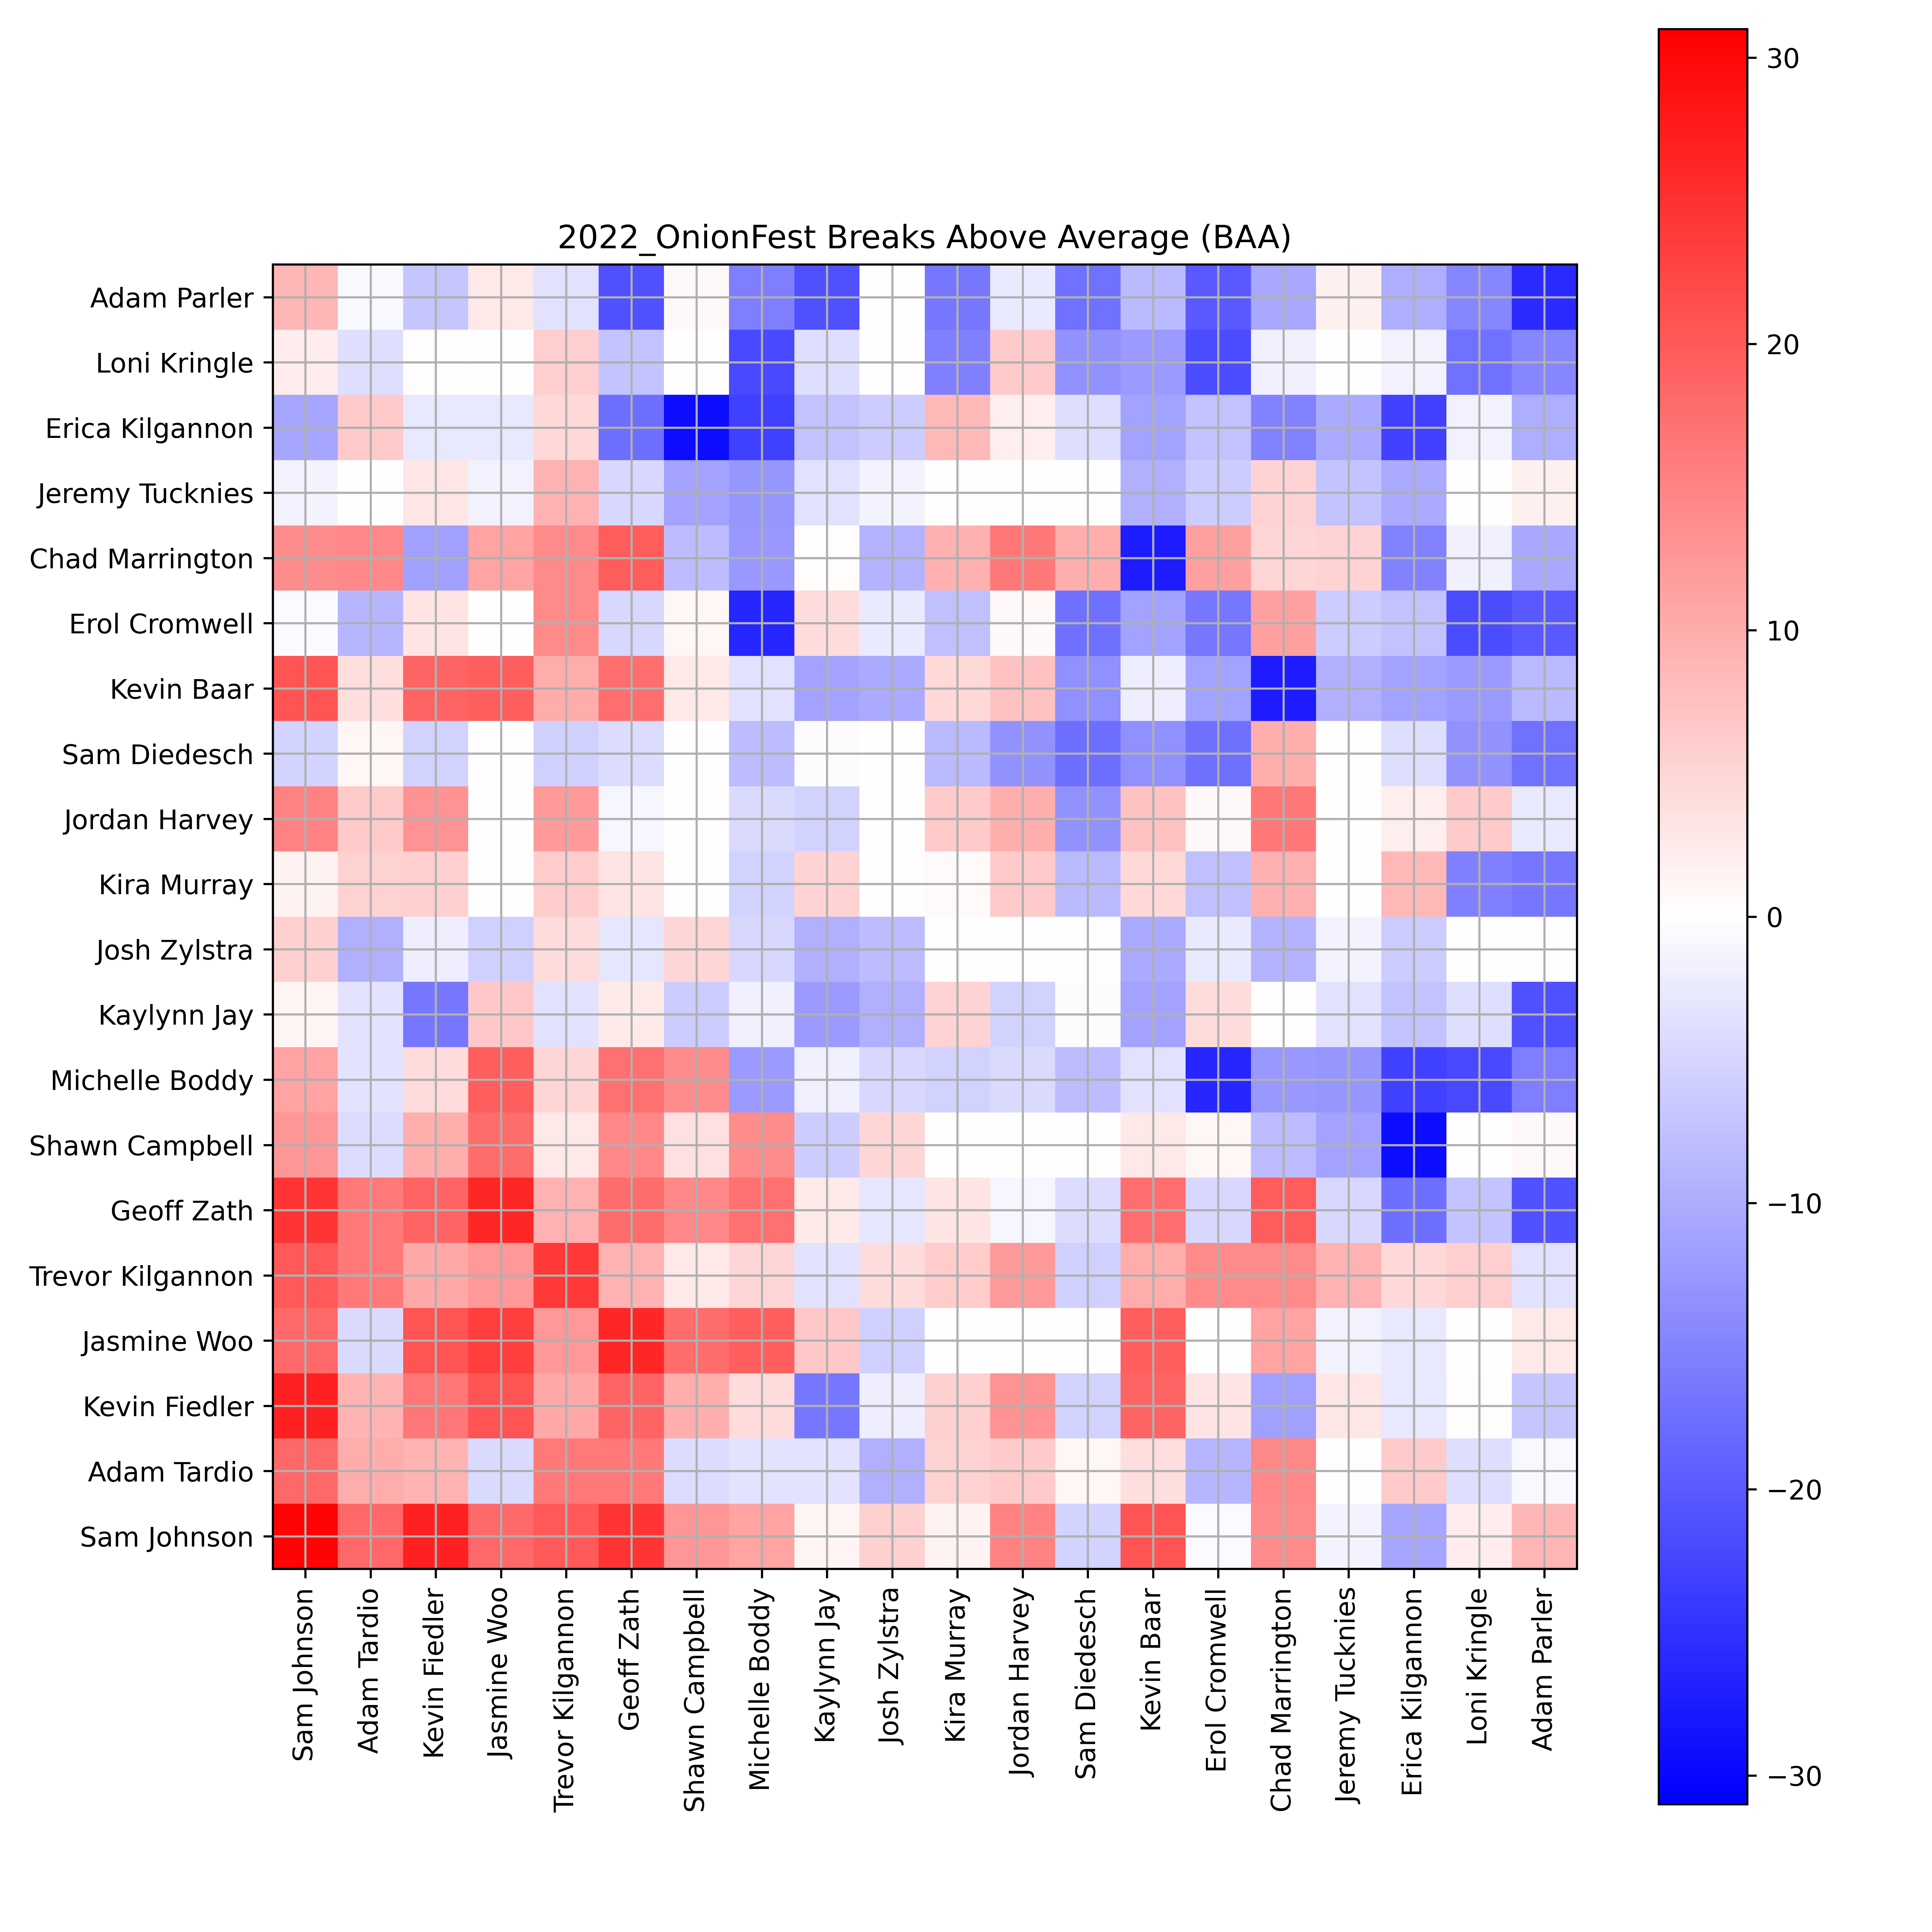 2022_OnionFest Breaks Above Average (BAA)
Adam Parler
Loni Kringle
Erica Kilgannon
Jeremy Tucknies
Chad Marrington
Erol Cromwell
Kevin Baar
Sam Diedesch
Jordan Harvey
Kira Murray
Josh Zylstra
Kaylynn Jay
Michelle Boddy
Shawn Campbell
Geoff Zath
Trevor Kilgannon
Jasmine Woo
Kevin Fiedler
Adam Tardio
Sam Johnson
Sam Johnson
Adam Tardio
Kevin Fiedler
Jasmine Woo
Trevor Kilgannon
Geoff Zath
Shawn Campbell
Michelle Boddy
Kaylynn Jay
Josh Zylstra
Kira Murray
Jordan Harvey
Sam Diedesch
Kevin Baar
Erol Cromwell
Chad Marrington
Jeremy Tucknies
Erica Kilgannon
Loni Kringle
Adam Parler
30
20
10
0
−10
−20
−30